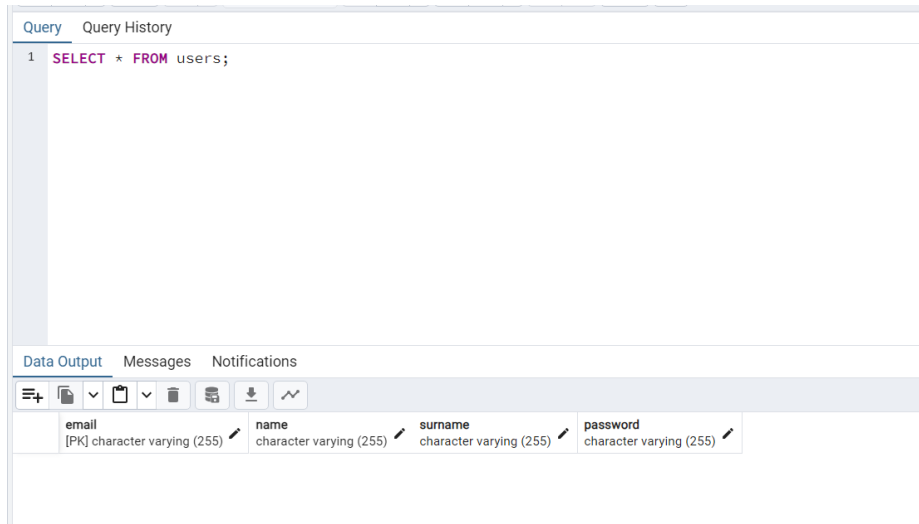 Query Query History
1 SELECT * FROM users;
Data Output Messages Notifications
email name surname password
[PK] character varying (255) character varying (255) character varying (255) character varying (255)